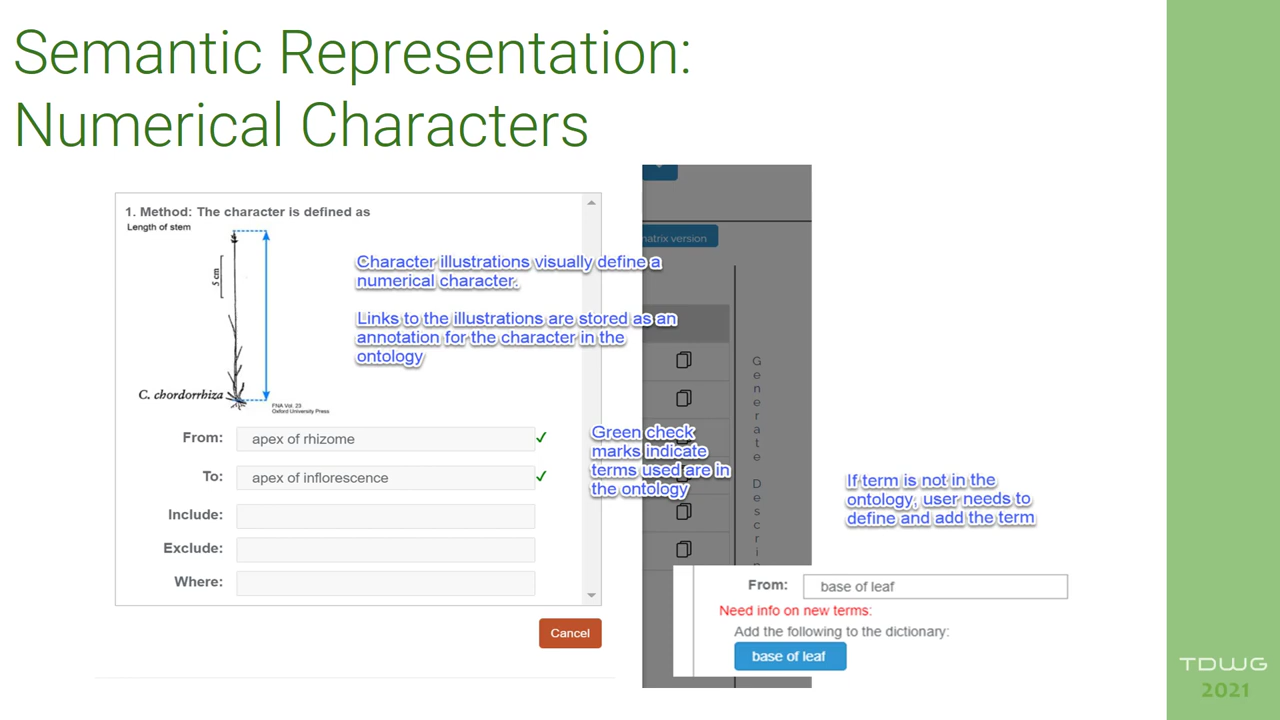 Semantic Representation:
Numerical Characters
1. Method: The character is defined as
Length of stem
5 cm
C. chordorrhiza
FNA Vol. 23
Oxford University Press
Character illustrations visually define a
numerical character.
Links to the illustrations are stored as an
annotation for the character in the
ontology
From: apex of rhizome ✓
To: apex of inflorescence ✓
Include:
Exclude:
Where:
Cancel
Green check
marks indicate
terms used are in
the ontology
matrix version
Generate Descri
If term is not in the
ontology, user needs to
define and add the term
From: base of leaf
Need info on new terms:
Add the following to the dictionary:
base of leaf
TDWG
2021